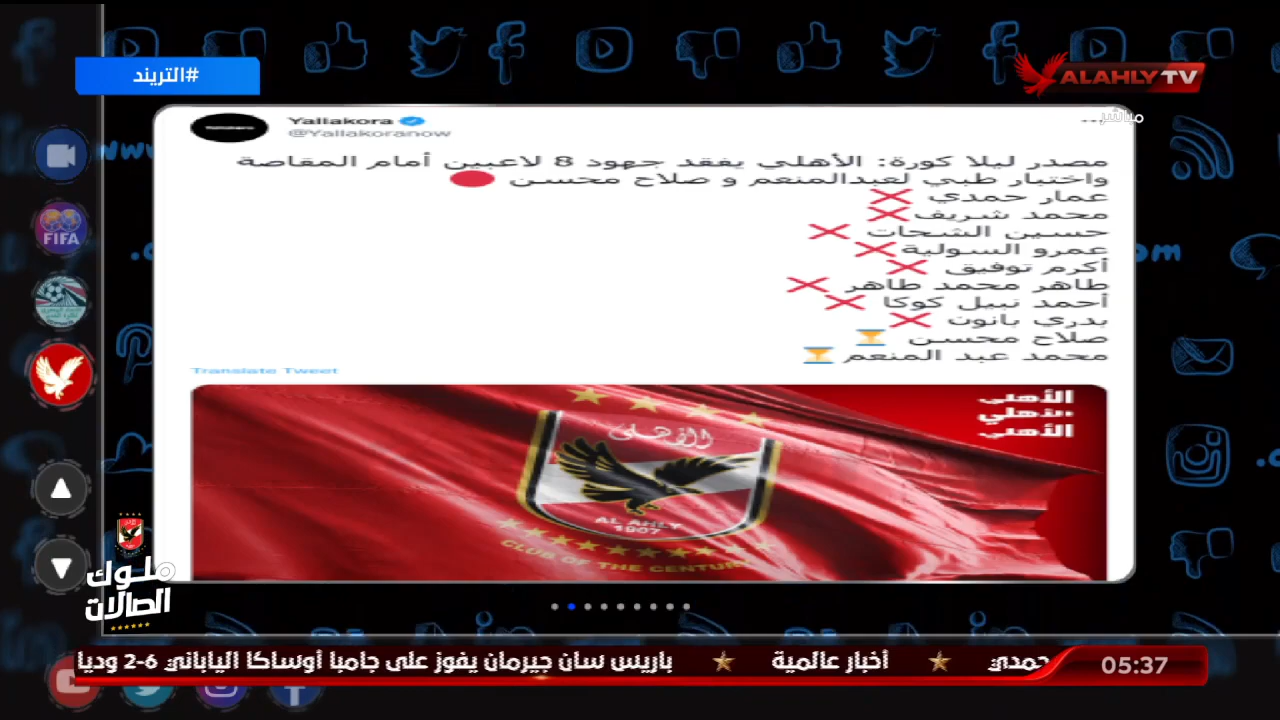 #التريند
ALAHLY TV
مباشر
Yallakora
@Yallakoranow
مصدر ليلا كورة: الأهلي يفقد جهود 8 لاعبين أمام المقاصة
واختبار طبي لعبدالمنعم و صلاح محسن
عمار حمدي
محمد شريف
حسين الشحات
عمرو السولية
أكرم توفيق
طاهر محمد طاهر
أحمد نبيل كوكا
بدري بانون
صلاح محسن
محمد عبد المنعم
Translate Tweet
الأهلي
الأهلي
الأهلي
الأهلي
AL AHLY
1907
CLUB OF THE CENTURY
FIFA
ملوك
الصالات
حمدي ★ أخبار عالمية ★ باريس سان جيرمان يفوز على جامبا أوساكا الياباني 6-2 وديا
05:37